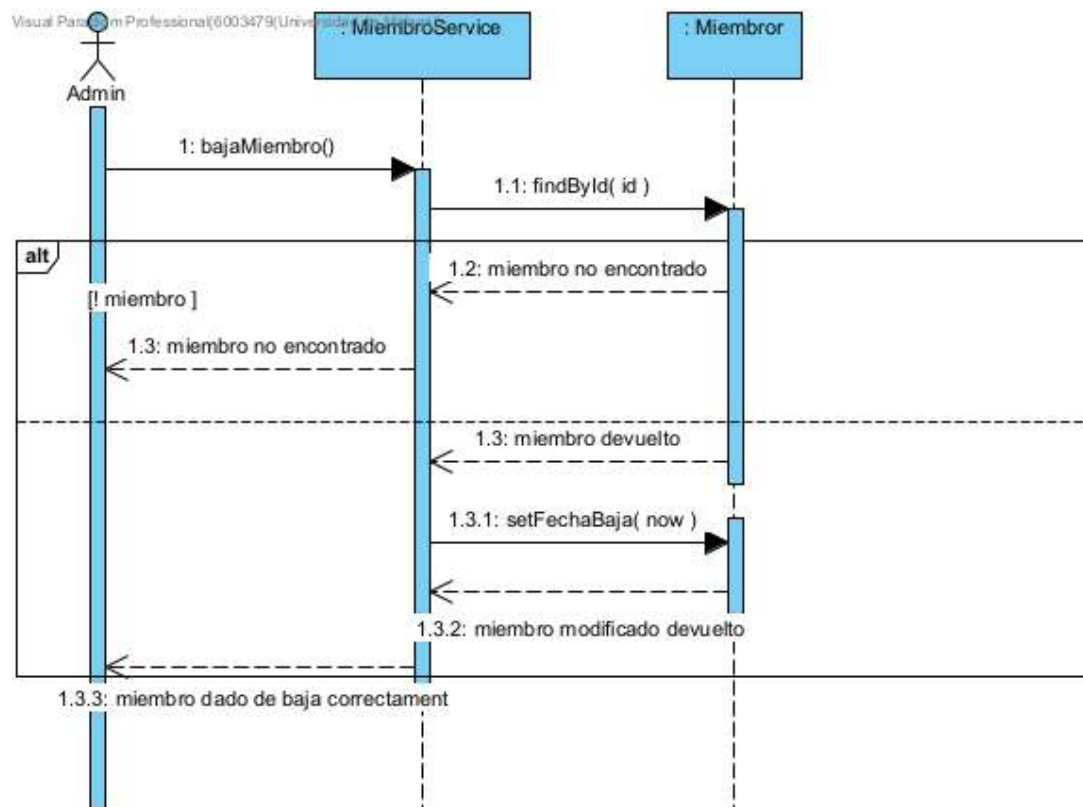 Visual Paradigm Professional(6003479(Universidad de
: MiembroService
: Miembror
Admin
1: bajaMiembro()
1.1: findById( id )
alt
1.2: miembro no encontrado
[! miembro ]
1.3: miembro no encontrado
1.3: miembro devuelto
1.3.1: setFechaBaja( now )
1.3.2: miembro modificado devuelto
1.3.3: miembro dado de baja correctament